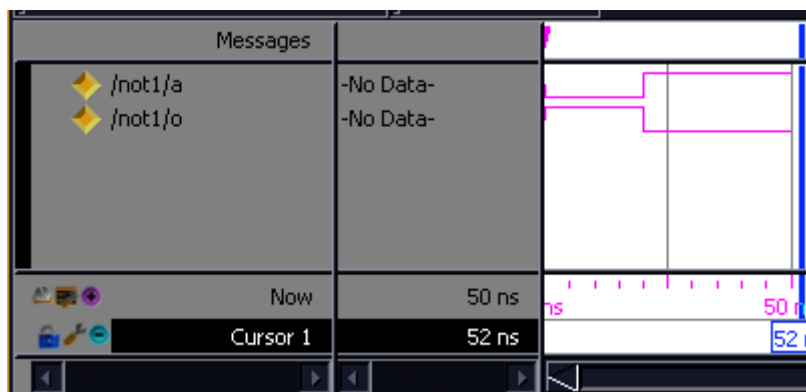 Messages
/not1/a -No Data-
/not1/o -No Data-
Now 50 ns ns 50 n
Cursor 1 52 ns 52 n